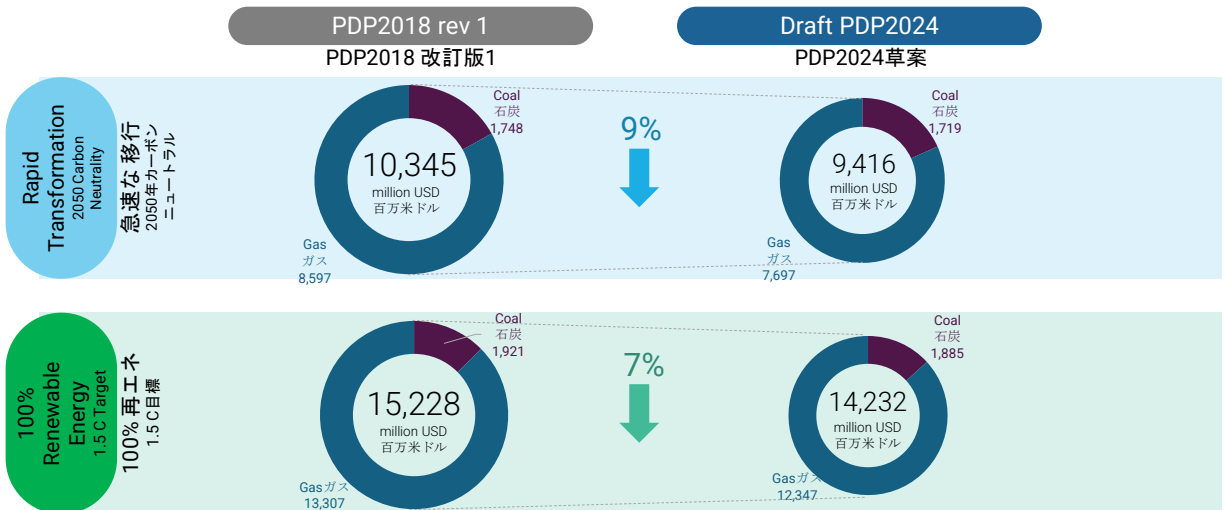 PDP2018 rev 1
PDP2018 改訂版1
Draft PDP2024
PDP2024草案
Rapid
Transformation
2050 Carbon
Neutrality
急速な 移行
2050年カーボン
ニュートラル
Coal
石炭
1,748
10,345
million USD
百万米ドル
Gas
ガス
8,597
9%
Coal
石炭
1,719
9,416
million USD
百万米ドル
Gas
ガス
7,697
100%
Renewable
Energy
1.5 C Target
100% 再エネ
1.5 C目標
Coal
石炭
1,921
15,228
million USD
百万米ドル
Gasガス
13,307
7%
Coal
石炭
1,885
14,232
million USD
百万米ドル
Gasガス
12,347